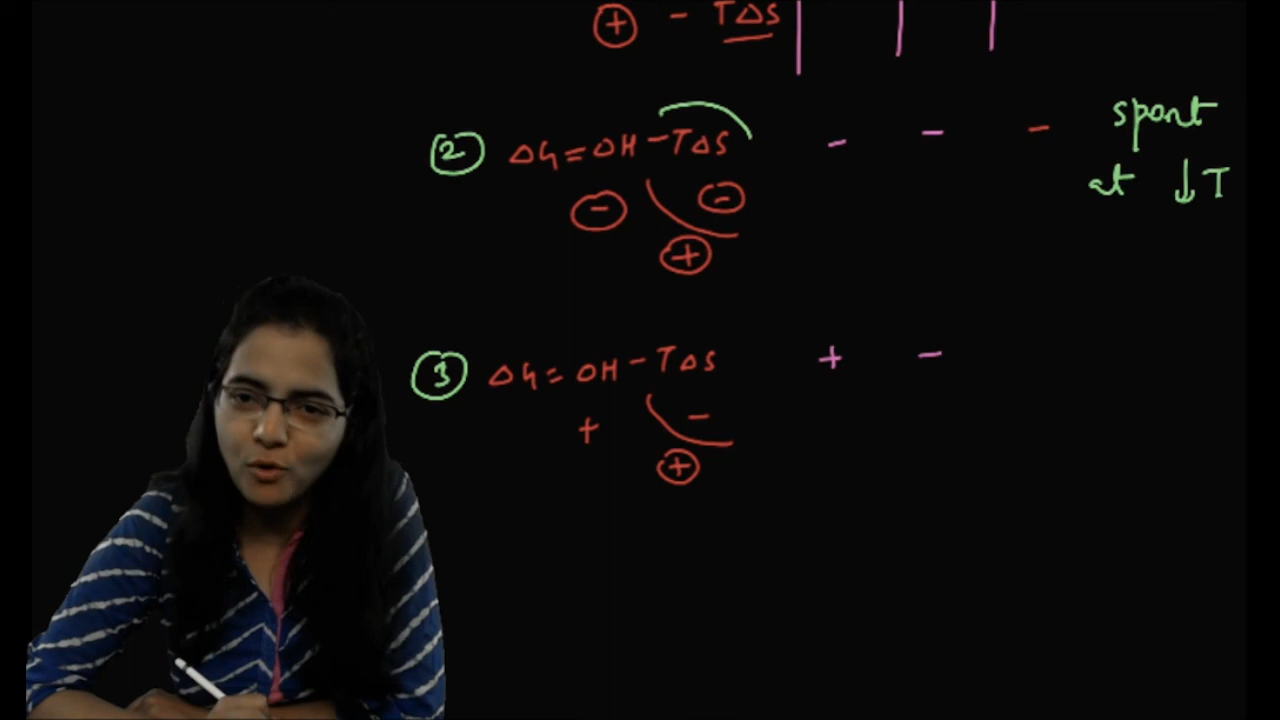 ⊕ - TΔS
② ΔG = ΔH - TΔS - - - spont
⊖ ⊖ at ↓ T
⊕
③ ΔG = ΔH - TΔS + -
+ -
⊕